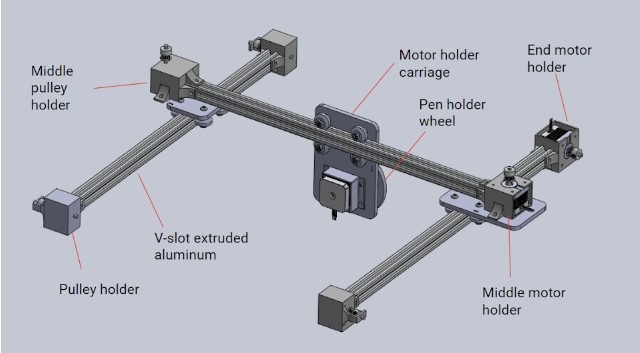 End motor
holder
Motor holder
carriage
Middle
pulley
holder
Pen holder
wheel
V-slot extruded
aluminum
Pulley holder
Middle motor
holder